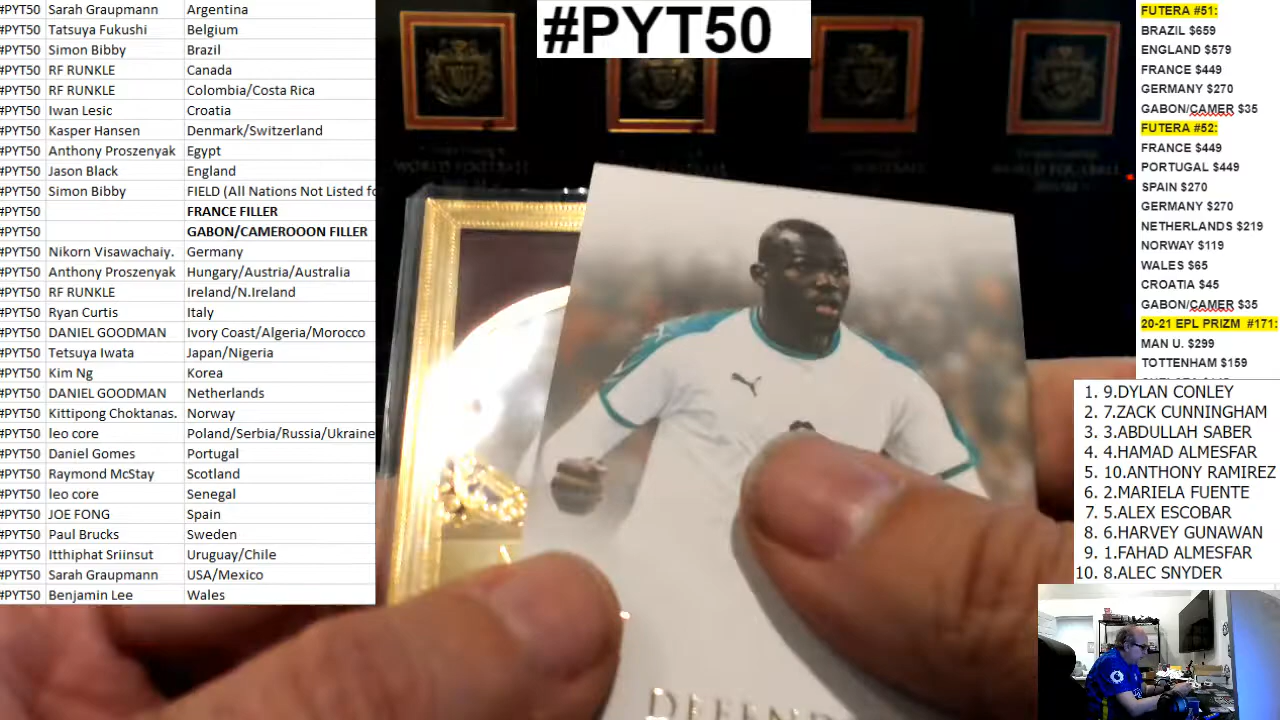 #PYT50 Sarah Graupmann Argentina
#PYT50 Tatsuya Fukushi Belgium
#PYT50 Simon Bibby Brazil
#PYT50 RF RUNKLE Canada
#PYT50 RF RUNKLE Colombia/Costa Rica
#PYT50 Iwan Lesic Croatia
#PYT50 Kasper Hansen Denmark/Switzerland
#PYT50 Anthony Proszenyak Egypt
#PYT50 Jason Black England
#PYT50 Simon Bibby FIELD (All Nations Not Listed fo
#PYT50 FRANCE FILLER
#PYT50 GABON/CAMEROOON FILLER
#PYT50 Nikorn Visawachaiy. Germany
#PYT50 Anthony Proszenyak Hungary/Austria/Australia
#PYT50 RF RUNKLE Ireland/N.Ireland
#PYT50 Ryan Curtis Italy
#PYT50 DANIEL GOODMAN Ivory Coast/Algeria/Morocco
#PYT50 Tetsuya Iwata Japan/Nigeria
#PYT50 Kim Ng Korea
#PYT50 DANIEL GOODMAN Netherlands
#PYT50 Kittipong Choktanas. Norway
#PYT50 leo core Poland/Serbia/Russia/Ukraine
#PYT50 Daniel Gomes Portugal
#PYT50 Raymond McStay Scotland
#PYT50 leo core Senegal
#PYT50 JOE FONG Spain
#PYT50 Paul Brucks Sweden
#PYT50 Itthiphat Sriinsut Uruguay/Chile
#PYT50 Sarah Graupmann USA/Mexico
#PYT50 Benjamin Lee Wales
#PYT50
WORLD FOOTBALL
DEFEND
FUTERA #51:
BRAZIL $659
ENGLAND $579
FRANCE $449
GERMANY $270
GABON/CAMER $35
FUTERA #52:
FRANCE $449
PORTUGAL $449
SPAIN $270
GERMANY $270
NETHERLANDS $219
NORWAY $119
WALES $65
CROATIA $45
GABON/CAMER $35
20-21 EPL PRIZM #171:
MAN U. $299
TOTTENHAM $159
1. 9.DYLAN CONLEY
2. 7.ZACK CUNNINGHAM
3. 3.ABDULLAH SABER
4. 4.HAMAD ALMESFAR
5. 10.ANTHONY RAMIREZ
6. 2.MARIELA FUENTE
7. 5.ALEX ESCOBAR
8. 6.HARVEY GUNAWAN
9. 1.FAHAD ALMESFAR
10. 8.ALEC SNYDER